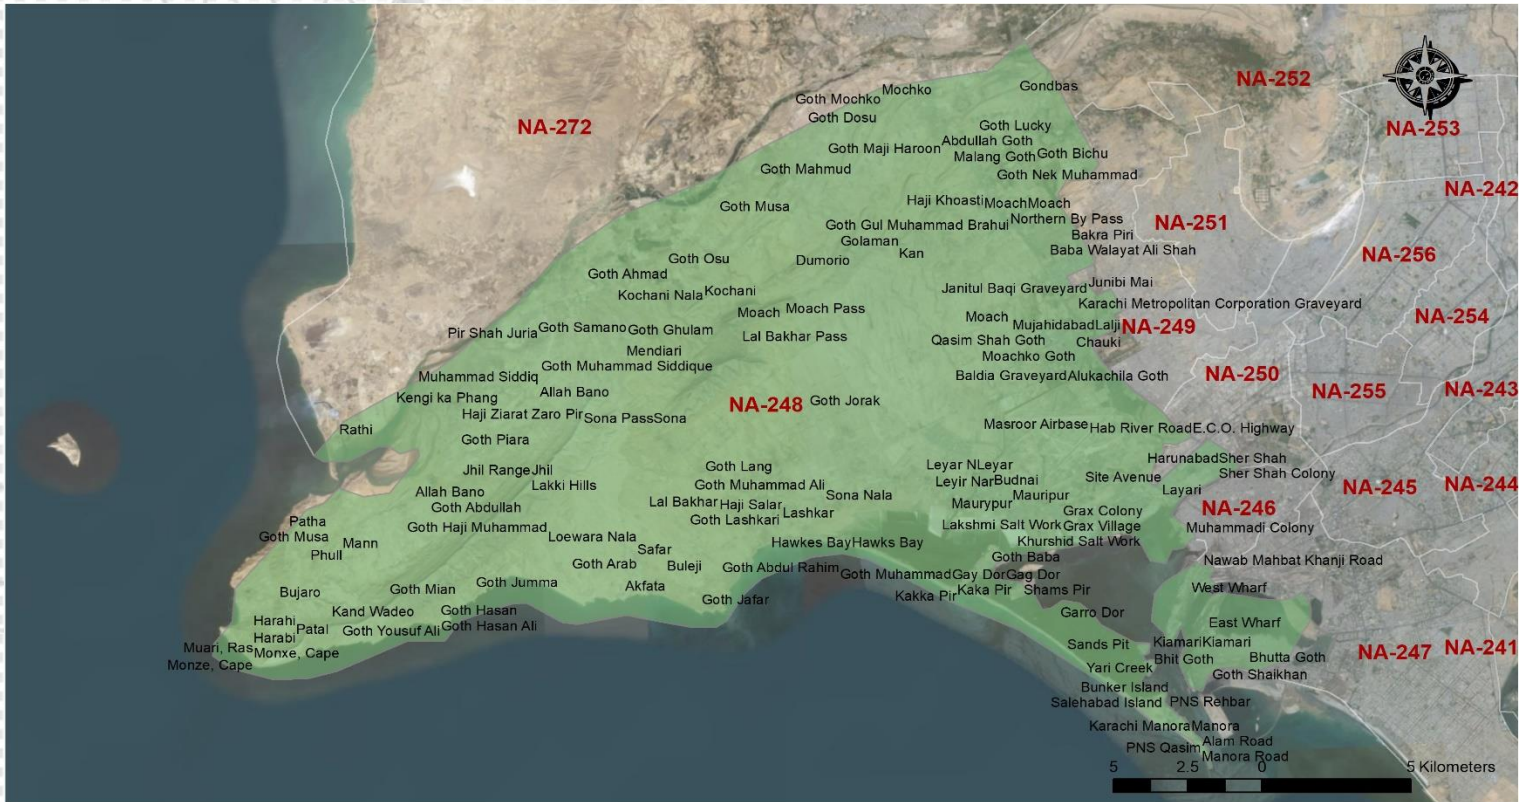 NA-252
Mochko
Gondbas
Goth Mochko
Goth Dosu
NA-272
Goth Lucky
NA-253
Abdullah Goth
Goth Maji Haroon
Malang Goth
Goth Bichu
Goth Mahmud
Goth Nek Muhammad
NA-242
Haji Khoasti
Moach
Moach
Goth Musa
Northern By Pass
NA-251
Goth Gul Muhammad Brahui
Bakra Piri
Golaman
Baba Walayat Ali Shah
Kan
NA-256
Goth Osu
Dumorio
Goth Ahmad
Junibi Mai
Janitul Baqi Graveyard
Kochani Nala
Kochani
Karachi Metropolitan Corporation Graveyard
Moach
Moach Pass
Moach
NA-254
Mujahidabad
Lalji
NA-249
Pir Shah Juria
Goth Samano
Goth Ghulam
Lal Bakhar Pass
Qasim Shah Goth
Chauki
Mendiari
Moachko Goth
Goth Muhammad Siddique
Muhammad Siddiq
Baldia Graveyard
Alukachila Goth
NA-250
NA-255
NA-243
Kengi ka Phang
Allah Bano
NA-248
Goth Jorak
Haji Ziarat Zaro Pir
Sona Pass
Sona
Rathi
Masroor Airbase
Hab River Road
E.C.O. Highway
Goth Piara
Harunabad
Sher Shah
Jhil Range
Jhil
Goth Lang
Leyar N
Leyar
Sher Shah Colony
Lakki Hills
Goth Muhammad Ali
Leyir Nar
Budnai
Site Avenue
NA-245
NA-244
Allah Bano
Sona Nala
Mauripur
Layari
Goth Abdullah
Lal Bakhar
Haji Salar
Maurypur
Grax Colony
NA-246
Lashkar
Patha
Goth Lashkari
Goth Haji Muhammad
Lakshmi Salt Work
Grax Village
Muhammadi Colony
Goth Musa
Mann
Loewara Nala
Hawkes Bay
Hawks Bay
Khurshid Salt Work
Phull
Safar
Goth Baba
Nawab Mahbat Khanji Road
Goth Arab
Buleji
Goth Abdul Rahim
Goth Muhammad
Gay Dor
Gag Dor
Bujaro
Goth Mian
Goth Jumma
Akfata
Kaka Pir
Shams Pir
West Wharf
Kakka Pir
Goth Jafar
Kand Wadeo
Goth Hasan
Garro Dor
Harahi
Patal
Goth Yousuf Ali
Goth Hasan Ali
East Wharf
Harabi
Sands Pit
Kiamari
Kiamari
Muari, Ras
Monxe, Cape
NA-247
NA-241
Monze, Cape
Bhit Goth
Bhutta Goth
Yari Creek
Goth Shaikhan
Bunker Island
Salehabad Island
PNS Rehbar
Karachi Manora
Manora
PNS Qasim
Alam Road
Manora Road
5 2.5 0 5 Kilometers